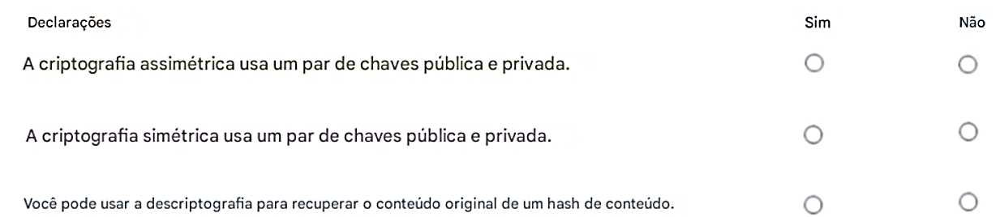 Declarações Sim Não
A criptografia assimétrica usa um par de chaves pública e privada.
A criptografia simétrica usa um par de chaves pública e privada.
Você pode usar a descriptografia para recuperar o conteúdo original de um hash de conteúdo.